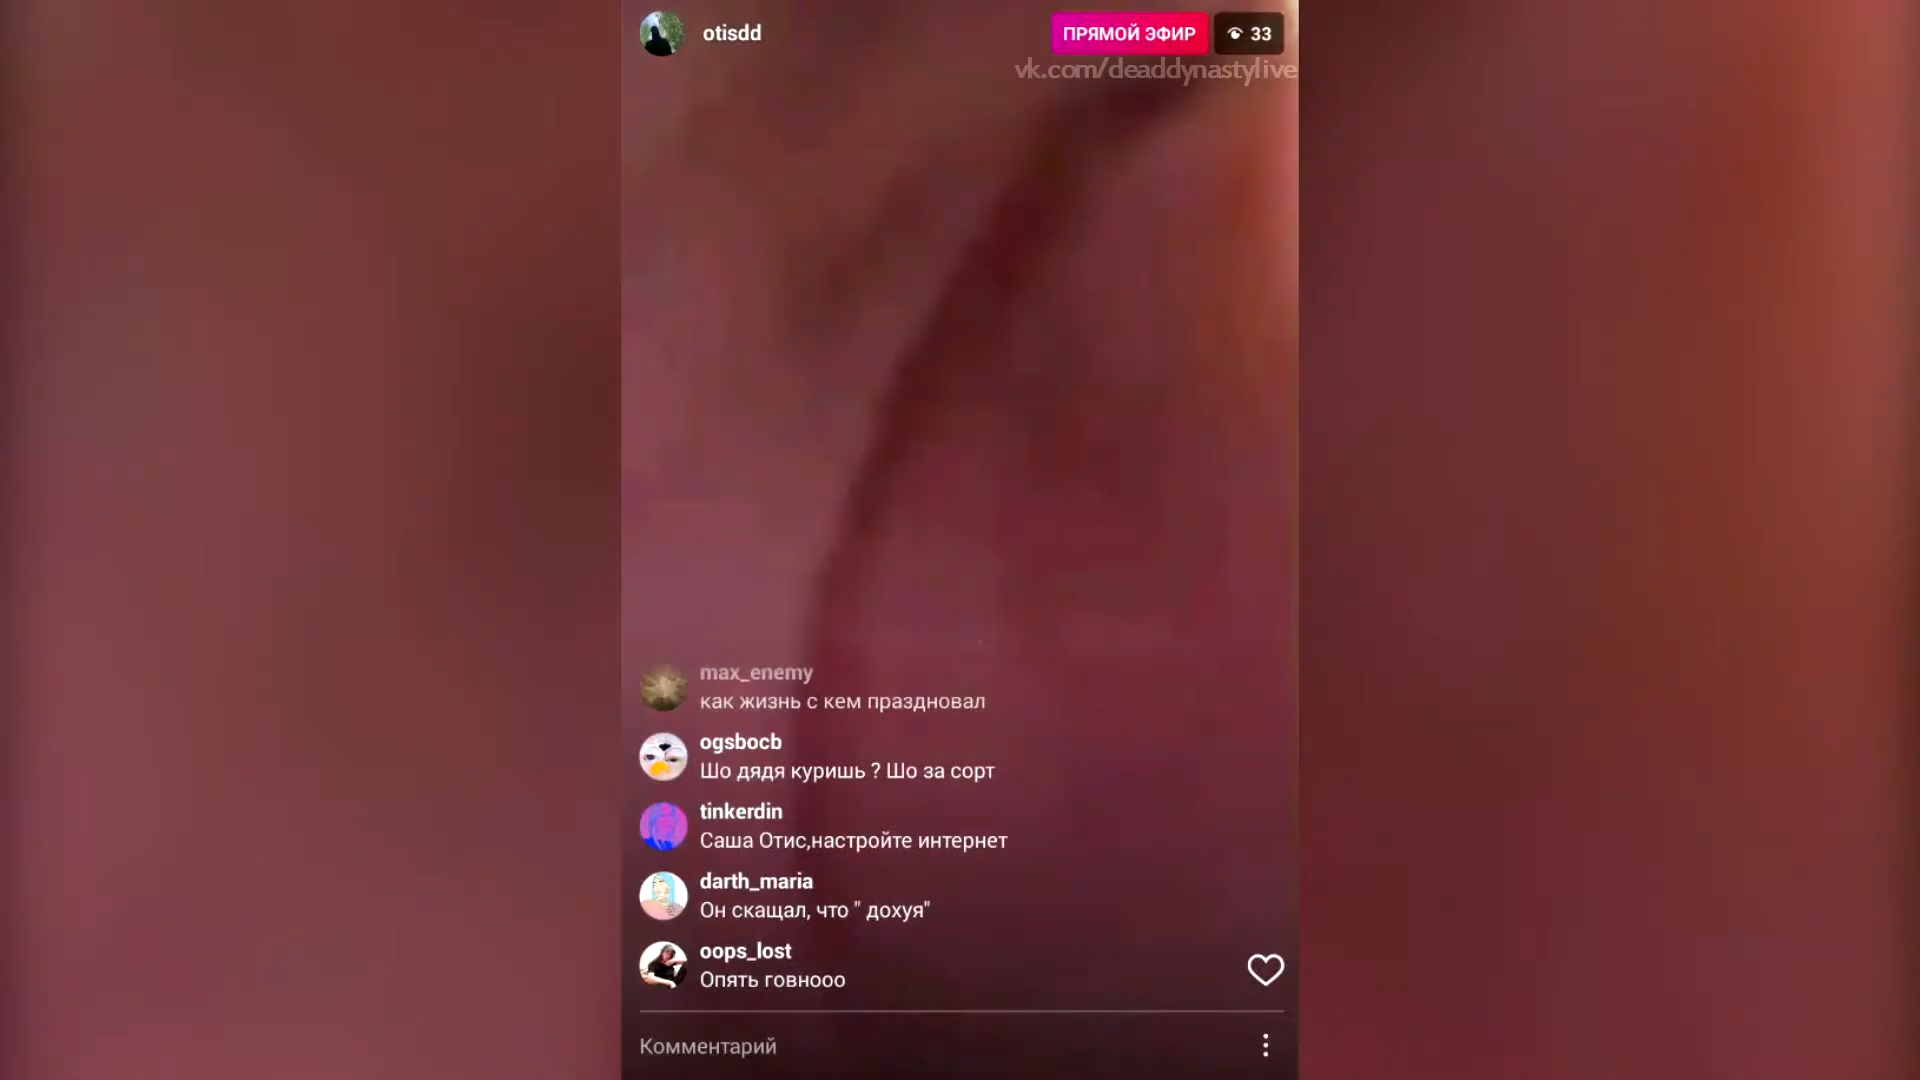 otisdd
ПРЯМОЙ ЭФИР
33
vk.com/deaddynastylive
max_enemy
как жизнь с кем праздновал
ogsbocb
Шо дядя куришь ? Шо за сорт
tinkerdin
Саша Отис,настройте интернет
darth_maria
Он скащал, что " дохуя"
oops_lost
Опять говнооо
Комментарий